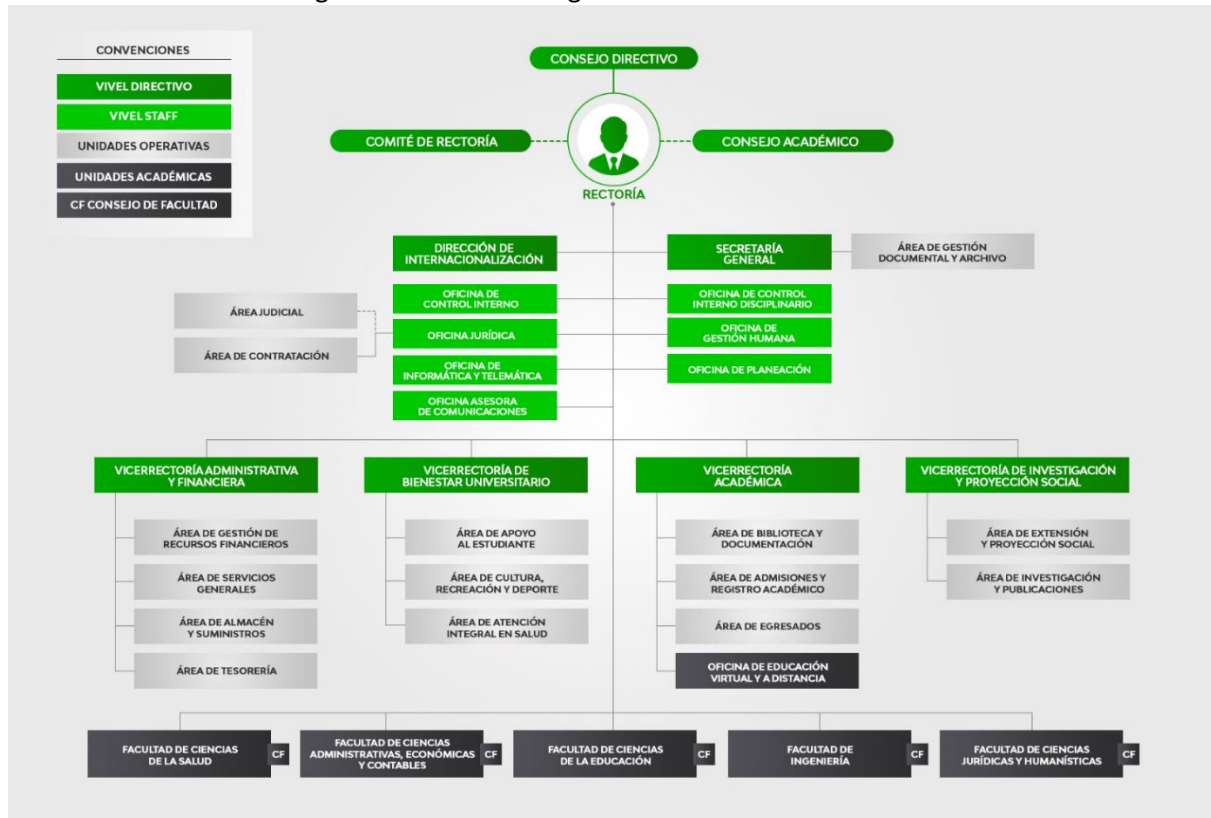 CONVENCIONES
VIVEL DIRECTIVO
VIVEL STAFF
UNIDADES OPERATIVAS
UNIDADES ACADÉMICAS
CF CONSEJO DE FACULTAD
CONSEJO DIRECTIVO
COMITÉ DE RECTORÍA
CONSEJO ACADÉMICO
RECTORÍA
DIRECCIÓN DE
INTERNACIONALIZACIÓN
SECRETARÍA
GENERAL
ÁREA DE GESTIÓN
DOCUMENTAL Y ARCHIVO
OFICINA DE
CONTROL INTERNO
OFICINA DE CONTROL
INTERNO DISCIPLINARIO
ÁREA JUDICIAL
OFICINA JURÍDICA
OFICINA DE
GESTIÓN HUMANA
ÁREA DE CONTRATACIÓN
OFICINA DE
INFORMÁTICA Y TELEMÁTICA
OFICINA DE PLANEACIÓN
OFICINA ASESORA
DE COMUNICACIONES
VICERRECTORÍA ADMINISTRATIVA
Y FINANCIERA
ÁREA DE GESTIÓN DE
RECURSOS FINANCIEROS
ÁREA DE SERVICIOS
GENERALES
ÁREA DE ALMACÉN
Y SUMINISTROS
ÁREA DE TESORERÍA
VICERRECTORÍA DE
BIENESTAR UNIVERSITARIO
ÁREA DE APOYO
AL ESTUDIANTE
ÁREA DE CULTURA,
RECREACIÓN Y DEPORTE
ÁREA DE ATENCIÓN
INTEGRAL EN SALUD
VICERRECTORÍA
ACADÉMICA
ÁREA DE BIBLIOTECA Y
DOCUMENTACIÓN
ÁREA DE ADMISIONES Y
REGISTRO ACADÉMICO
ÁREA DE EGRESADOS
OFICINA DE EDUCACIÓN
VIRTUAL Y A DISTANCIA
VICERRECTORÍA DE INVESTIGACIÓN
Y PROYECCIÓN SOCIAL
ÁREA DE EXTENSIÓN
Y PROYECCIÓN SOCIAL
ÁREA DE INVESTIGACIÓN
Y PUBLICACIONES
FACULTAD DE CIENCIAS
DE LA SALUD
CF
FACULTAD DE CIENCIAS
ADMINISTRATIVAS, ECONÓMICAS
Y CONTABLES
CF
FACULTAD DE CIENCIAS
DE LA EDUCACIÓN
CF
FACULTAD DE
INGENIERÍA
CF
FACULTAD DE CIENCIAS
JURÍDICAS Y HUMANÍSTICAS
CF